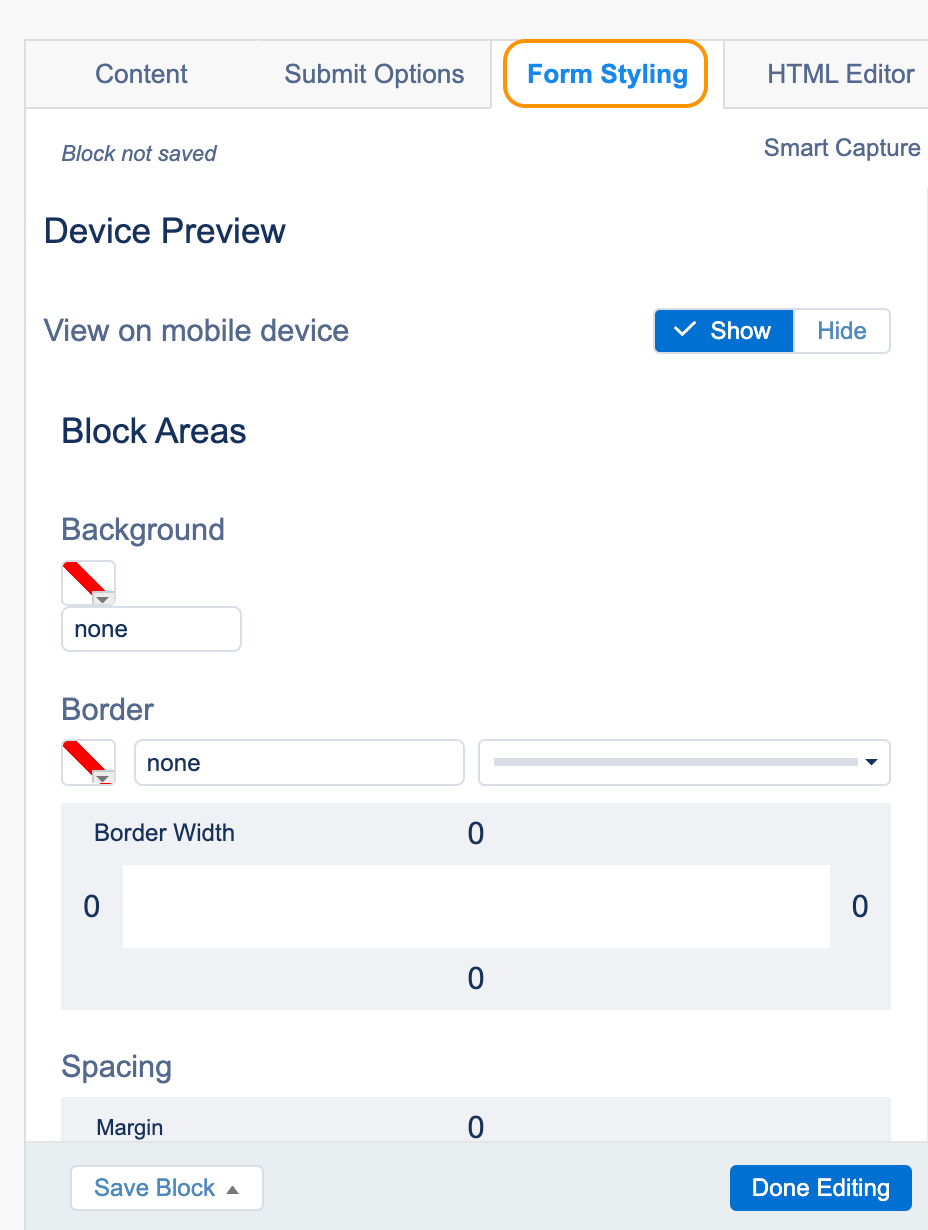 Content
Submit Options
Form Styling
HTML Editor
Block not saved
Smart Capture
Device Preview
View on mobile device
Show
Hide
Block Areas
Background
none
Border
none
Border Width
0
0
0
0
Spacing
Margin
0
Save Block
Done Editing